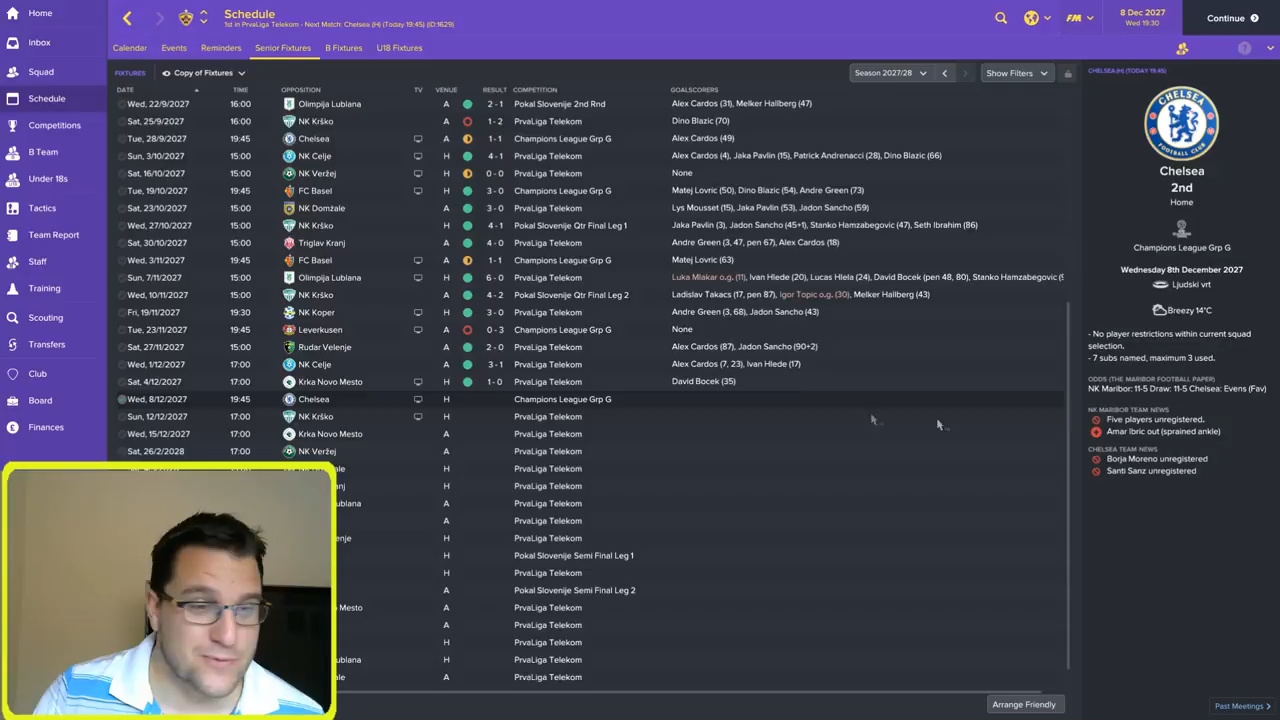 Home
Inbox
Squad
Schedule
Competitions
B Team
Under 18s
Tactics
Team Report
Staff
Training
Scouting
Transfers
Club
Board
Finances
Schedule
1st in PrvaLiga Telekom - Next Match: Chelsea (H) (Today 19:45) (ID:1629)
FM
8 Dec 2027
Wed 19:30
Continue
Calendar Events Reminders Senior Fixtures B Fixtures U18 Fixtures
FIXTURES Copy of Fixtures Season 2027/28 Show Filters
DATE TIME OPPOSITION TV VENUE RESULT COMPETITION GOALSCORERS
Wed, 22/9/2027 16:00 Olimpija Lublana A 2 - 1 Pokal Slovenije 2nd Rnd Alex Cardos (31), Melker Hallberg (47)
Sat, 25/9/2027 16:00 NK Krško A 1 - 2 PrvaLiga Telekom Dino Blazic (70)
Tue, 28/9/2027 19:45 Chelsea A 1 - 1 Champions League Grp G Alex Cardos (49)
Sun, 3/10/2027 15:00 NK Celje H 4 - 1 PrvaLiga Telekom Alex Cardos (4), Jaka Pavlin (15), Patrick Andrenacci (28), Dino Blazic (66)
Sat, 16/10/2027 15:00 NK Veržej H 0 - 0 PrvaLiga Telekom None
Tue, 19/10/2027 19:45 FC Basel H 3 - 0 Champions League Grp G Matej Lovric (50), Dino Blazic (54), Andre Green (73)
Sat, 23/10/2027 15:00 NK Domžale A 3 - 0 PrvaLiga Telekom Lys Mousset (15), Jaka Pavlin (53), Jadon Sancho (59)
Wed, 27/10/2027 15:00 NK Krško H 4 - 1 Pokal Slovenije Qtr Final Leg 1 Jaka Pavlin (3), Jadon Sancho (45+1), Stanko Hamzabegovic (47), Seth Ibrahim (86)
Sat, 30/10/2027 15:00 Triglav Kranj A 4 - 0 PrvaLiga Telekom Andre Green (3, 47, pen 67), Alex Cardos (18)
Wed, 3/11/2027 19:45 FC Basel A 1 - 1 Champions League Grp G Matej Lovric (63)
Sun, 7/11/2027 15:00 Olimpija Lublana H 6 - 0 PrvaLiga Telekom Luka Mlakar o.g. (11), Ivan Hlede (20), Lucas Hlela (24), David Bocek (pen 48, 80), Stanko Hamzabegovic (5
Wed, 10/11/2027 15:00 NK Krško A 4 - 2 Pokal Slovenije Qtr Final Leg 2 Ladislav Takacs (17, pen 87), Igor Topic o.g. (30), Melker Hallberg (43)
Fri, 19/11/2027 15:00 NK Koper H 3 - 0 PrvaLiga Telekom Andre Green (3, 68), Jadon Sancho (43)
Tue, 23/11/2027 19:45 Leverkusen A 0 - 3 Champions League Grp G None
Sat, 27/11/2027 15:00 Rudar Velenje A 2 - 0 PrvaLiga Telekom Alex Cardos (87), Jadon Sancho (90+2)
Wed, 1/12/2027 17:00 NK Celje A 3 - 1 PrvaLiga Telekom Alex Cardos (7, 23), Ivan Hlede (17)
Sat, 4/12/2027 17:00 Krka Novo Mesto H 1 - 0 PrvaLiga Telekom David Bocek (35)
Wed, 8/12/2027 19:45 Chelsea H Champions League Grp G
Sun, 12/12/2027 17:00 NK Krško H PrvaLiga Telekom
Wed, 15/12/2027 17:00 Krka Novo Mesto A PrvaLiga Telekom
Sat, 26/2/2028 17:00 NK Veržej A PrvaLiga Telekom
H PrvaLiga Telekom
H PrvaLiga Telekom
A PrvaLiga Telekom
A PrvaLiga Telekom
H PrvaLiga Telekom
H Pokal Slovenije Semi Final Leg 1
H PrvaLiga Telekom
A Pokal Slovenije Semi Final Leg 2
Mesto A PrvaLiga Telekom
A PrvaLiga Telekom
H PrvaLiga Telekom
H PrvaLiga Telekom
A PrvaLiga Telekom
Arrange Friendly
CHELSEA (H) (TODAY 19:45)
CHELSEA
FOOTBALL CLUB
Chelsea
2nd
Home
Champions League Grp G
Wednesday 8th December 2027
Ljudski vrt
Breezy 14°C
- No player restrictions within current squad
selection.
- 7 subs named, maximum 3 used.
ODDS (THE MARIBOR FOOTBALL PAPER)
NK Maribor: 11-5 Draw: 11-5 Chelsea: Evens (Fav)
NK MARIBOR TEAM NEWS
Five players unregistered.
Amar Ibric out (sprained ankle)
CHELSEA TEAM NEWS
Borja Moreno unregistered
Santi Sanz unregistered
Past Meetings